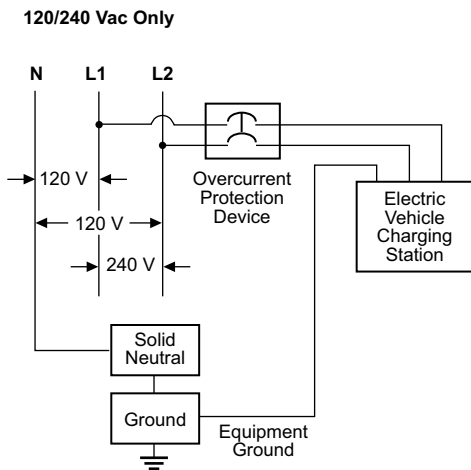 120/240 Vac Only
N L1 L2
120 V
120 V
240 V
Overcurrent
Protection
Device
Electric
Vehicle
Charging
Station
Solid
Neutral
Ground
Equipment
Ground